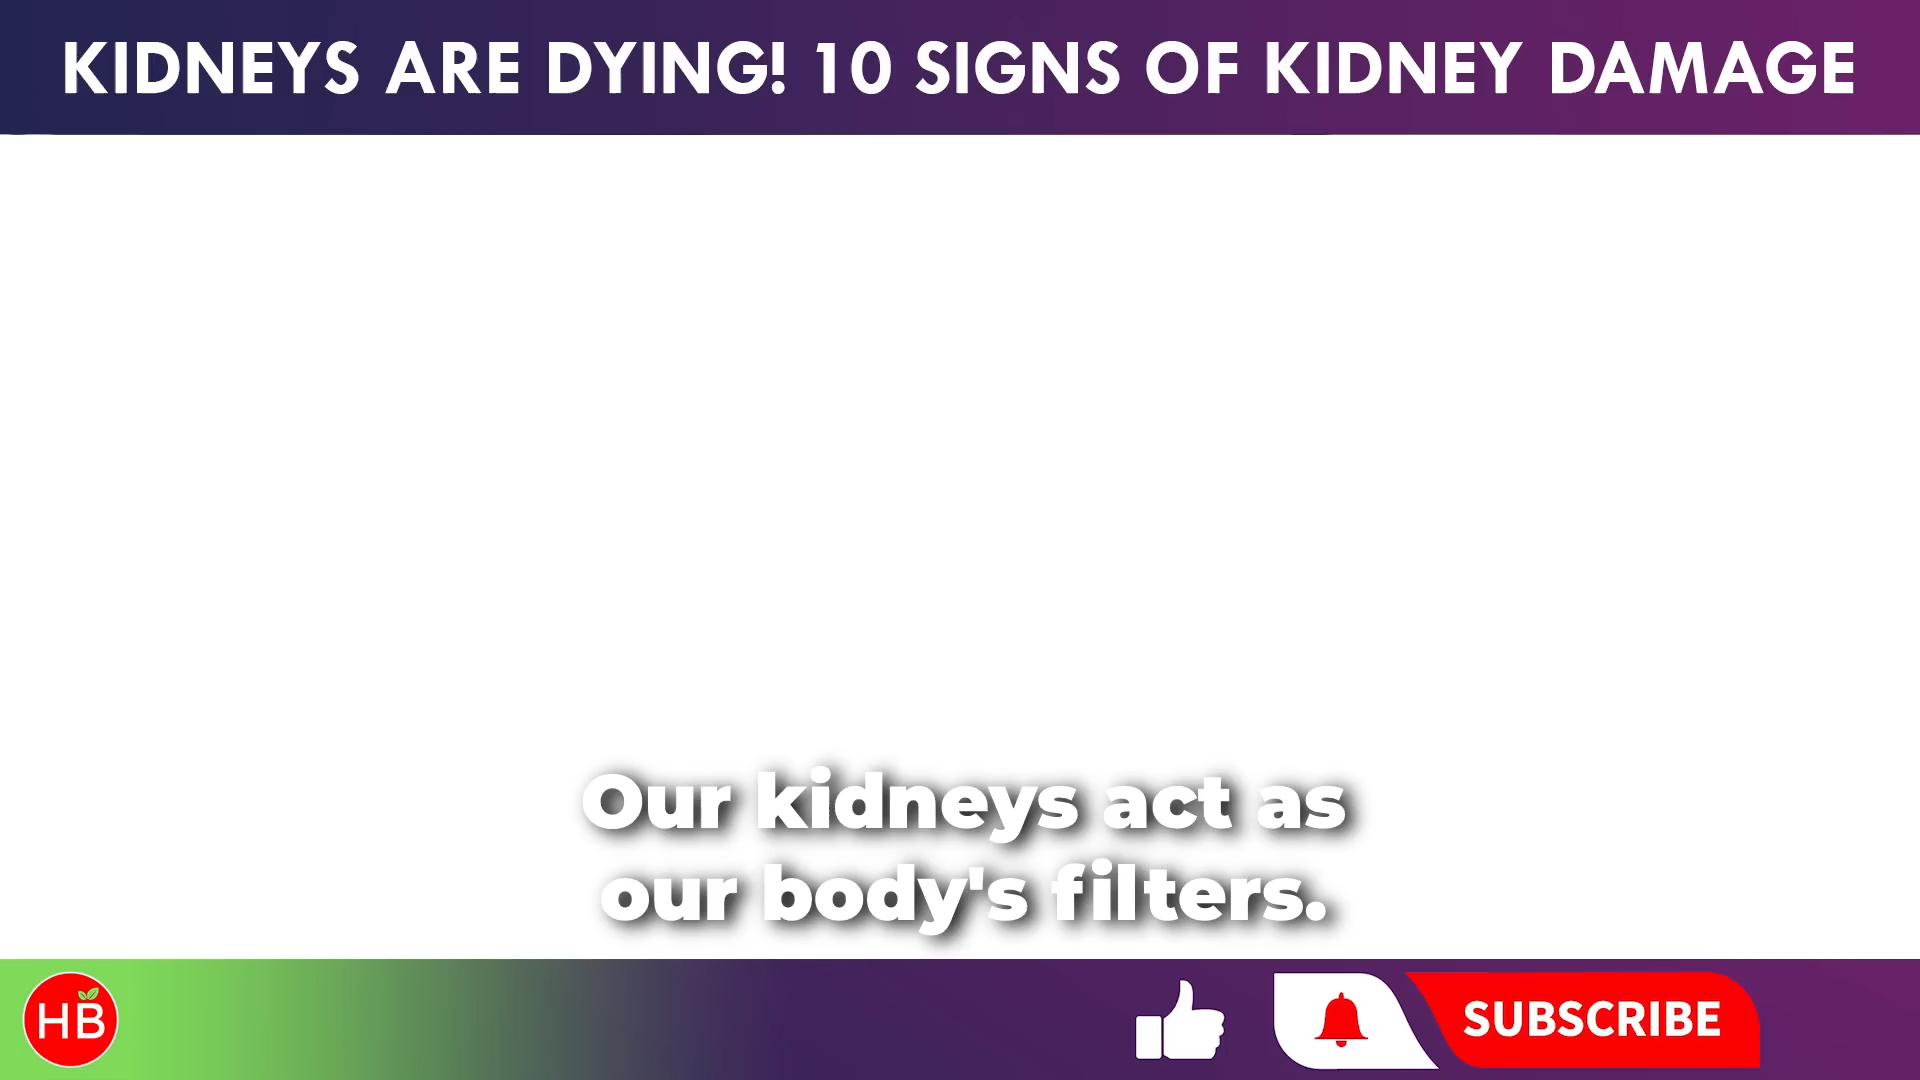 KIDNEYS ARE DYING! 10 SIGNS OF KIDNEY DAMAGE
Our kidneys act as
our body's filters.
HB
SUBSCRIBE